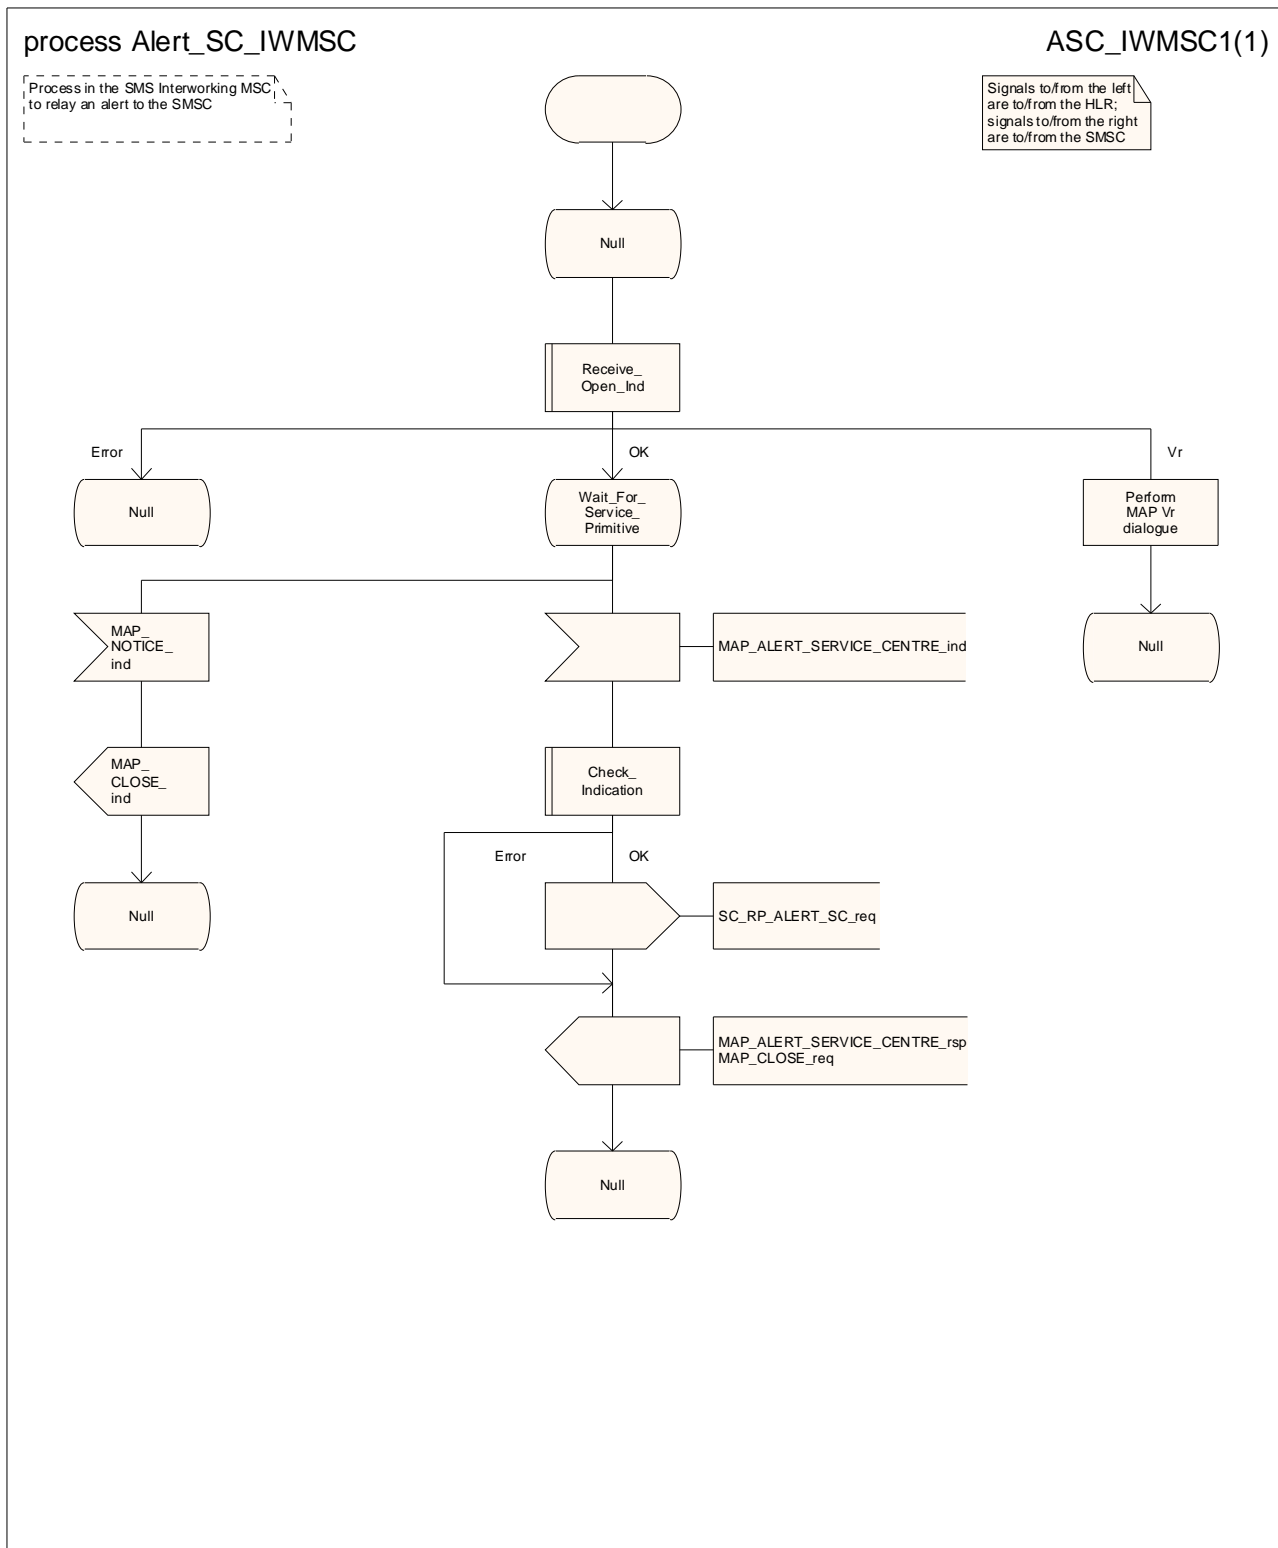 process Alert_SC_IWMSC
ASC_IWMSC1(1)
Process in the SMS Interworking MSC
to relay an alert to the SMSC
Signals to/from the left
are to/from the HLR;
signals to/from the right
are to/from the SMSC
Null
Receive_
Open_Ind
Error
OK
Vr
Null
Wait_For_
Service_
Primitive
Perform
MAP Vr
dialogue
MAP_
NOTICE_
ind
MAP_ALERT_SERVICE_CENTRE_ind
Null
MAP_
CLOSE_
ind
Check_
Indication
Error
OK
Null
SC_RP_ALERT_SC_req
MAP_ALERT_SERVICE_CENTRE_rsp
MAP_CLOSE_req
Null